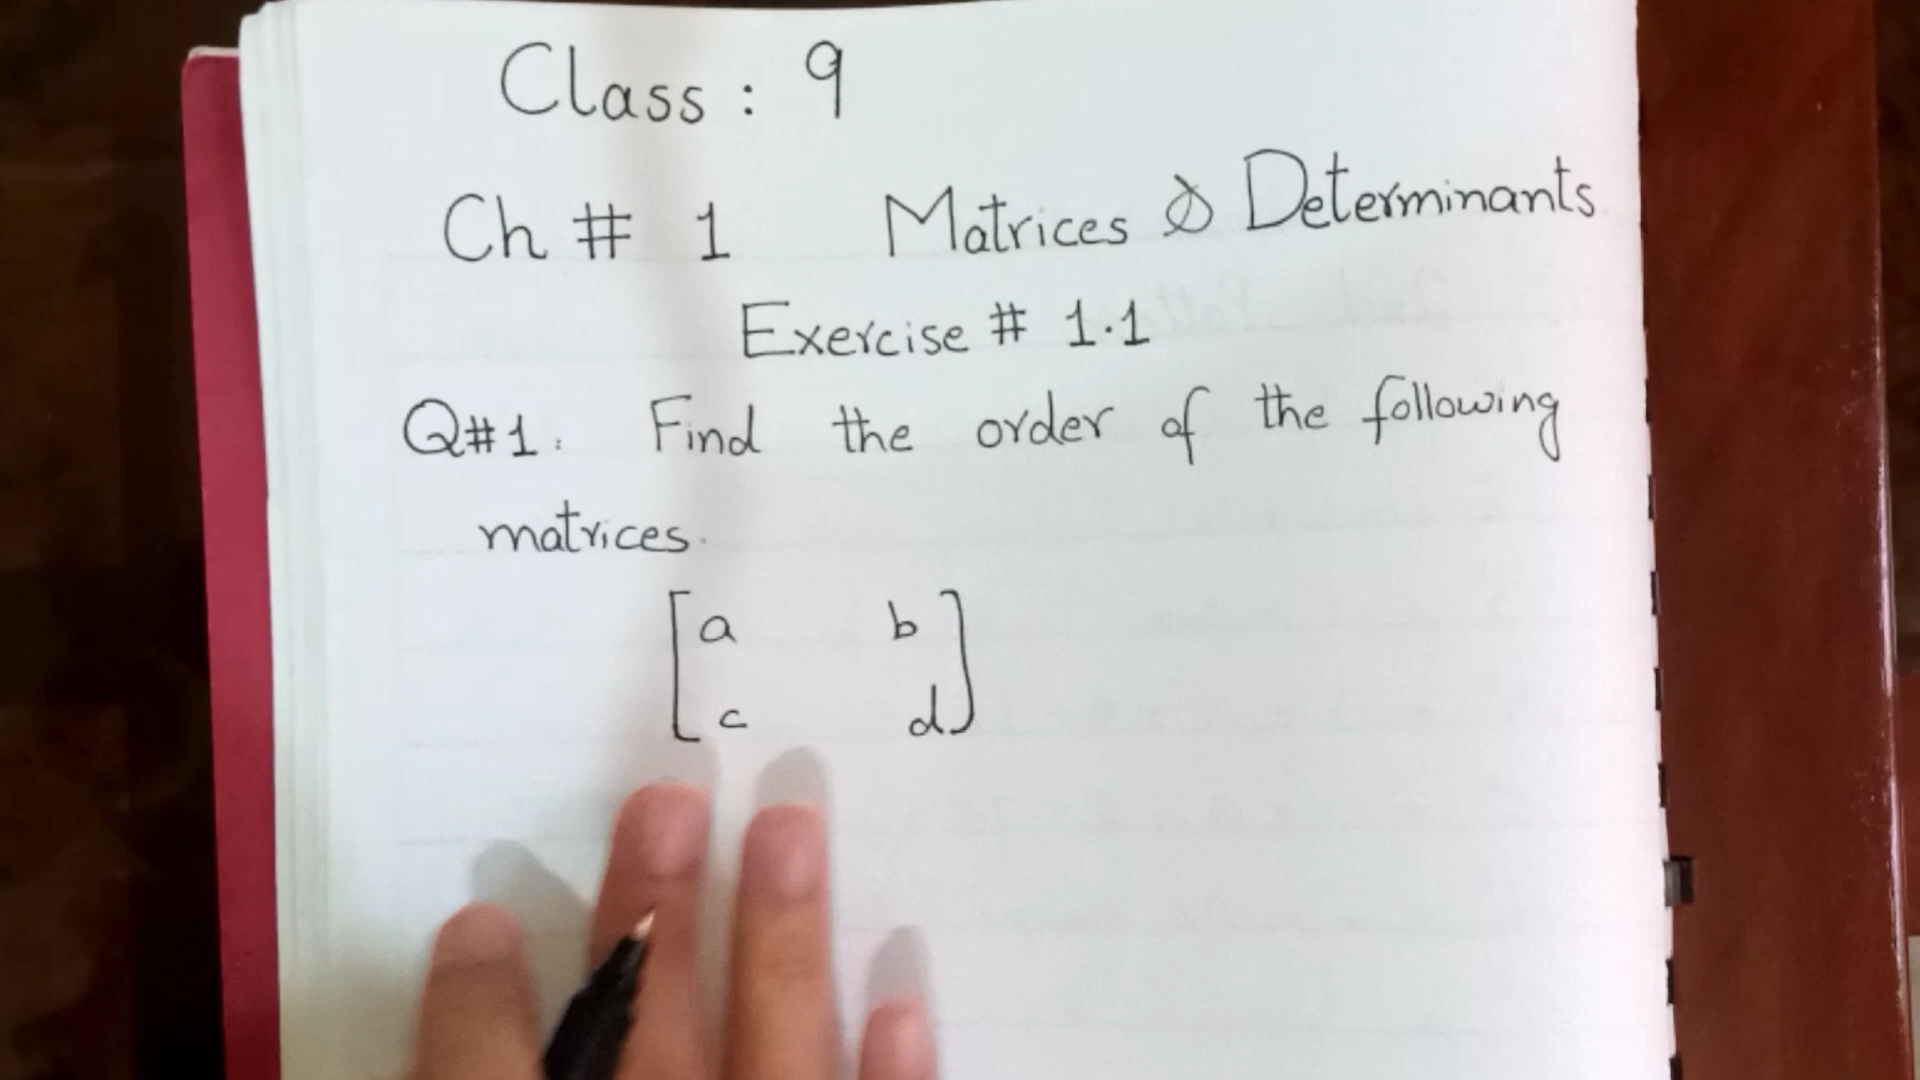 Class : 9
Ch # 1 Matrices & Determinants
Exercise # 1.1
Q#1. Find the order of the following
matrices.
[a b
c d]